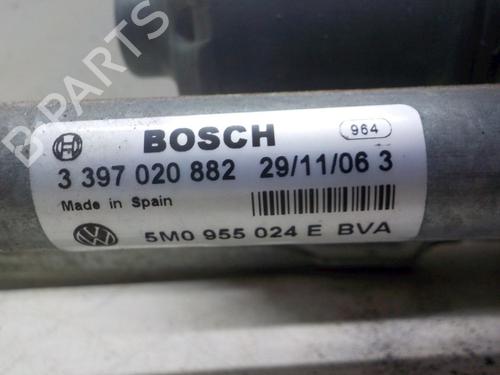 B-PARTS
BOSCH 964
3 397 020 882 29/11/06 3
Made in Spain
5M0 955 024 E BVA